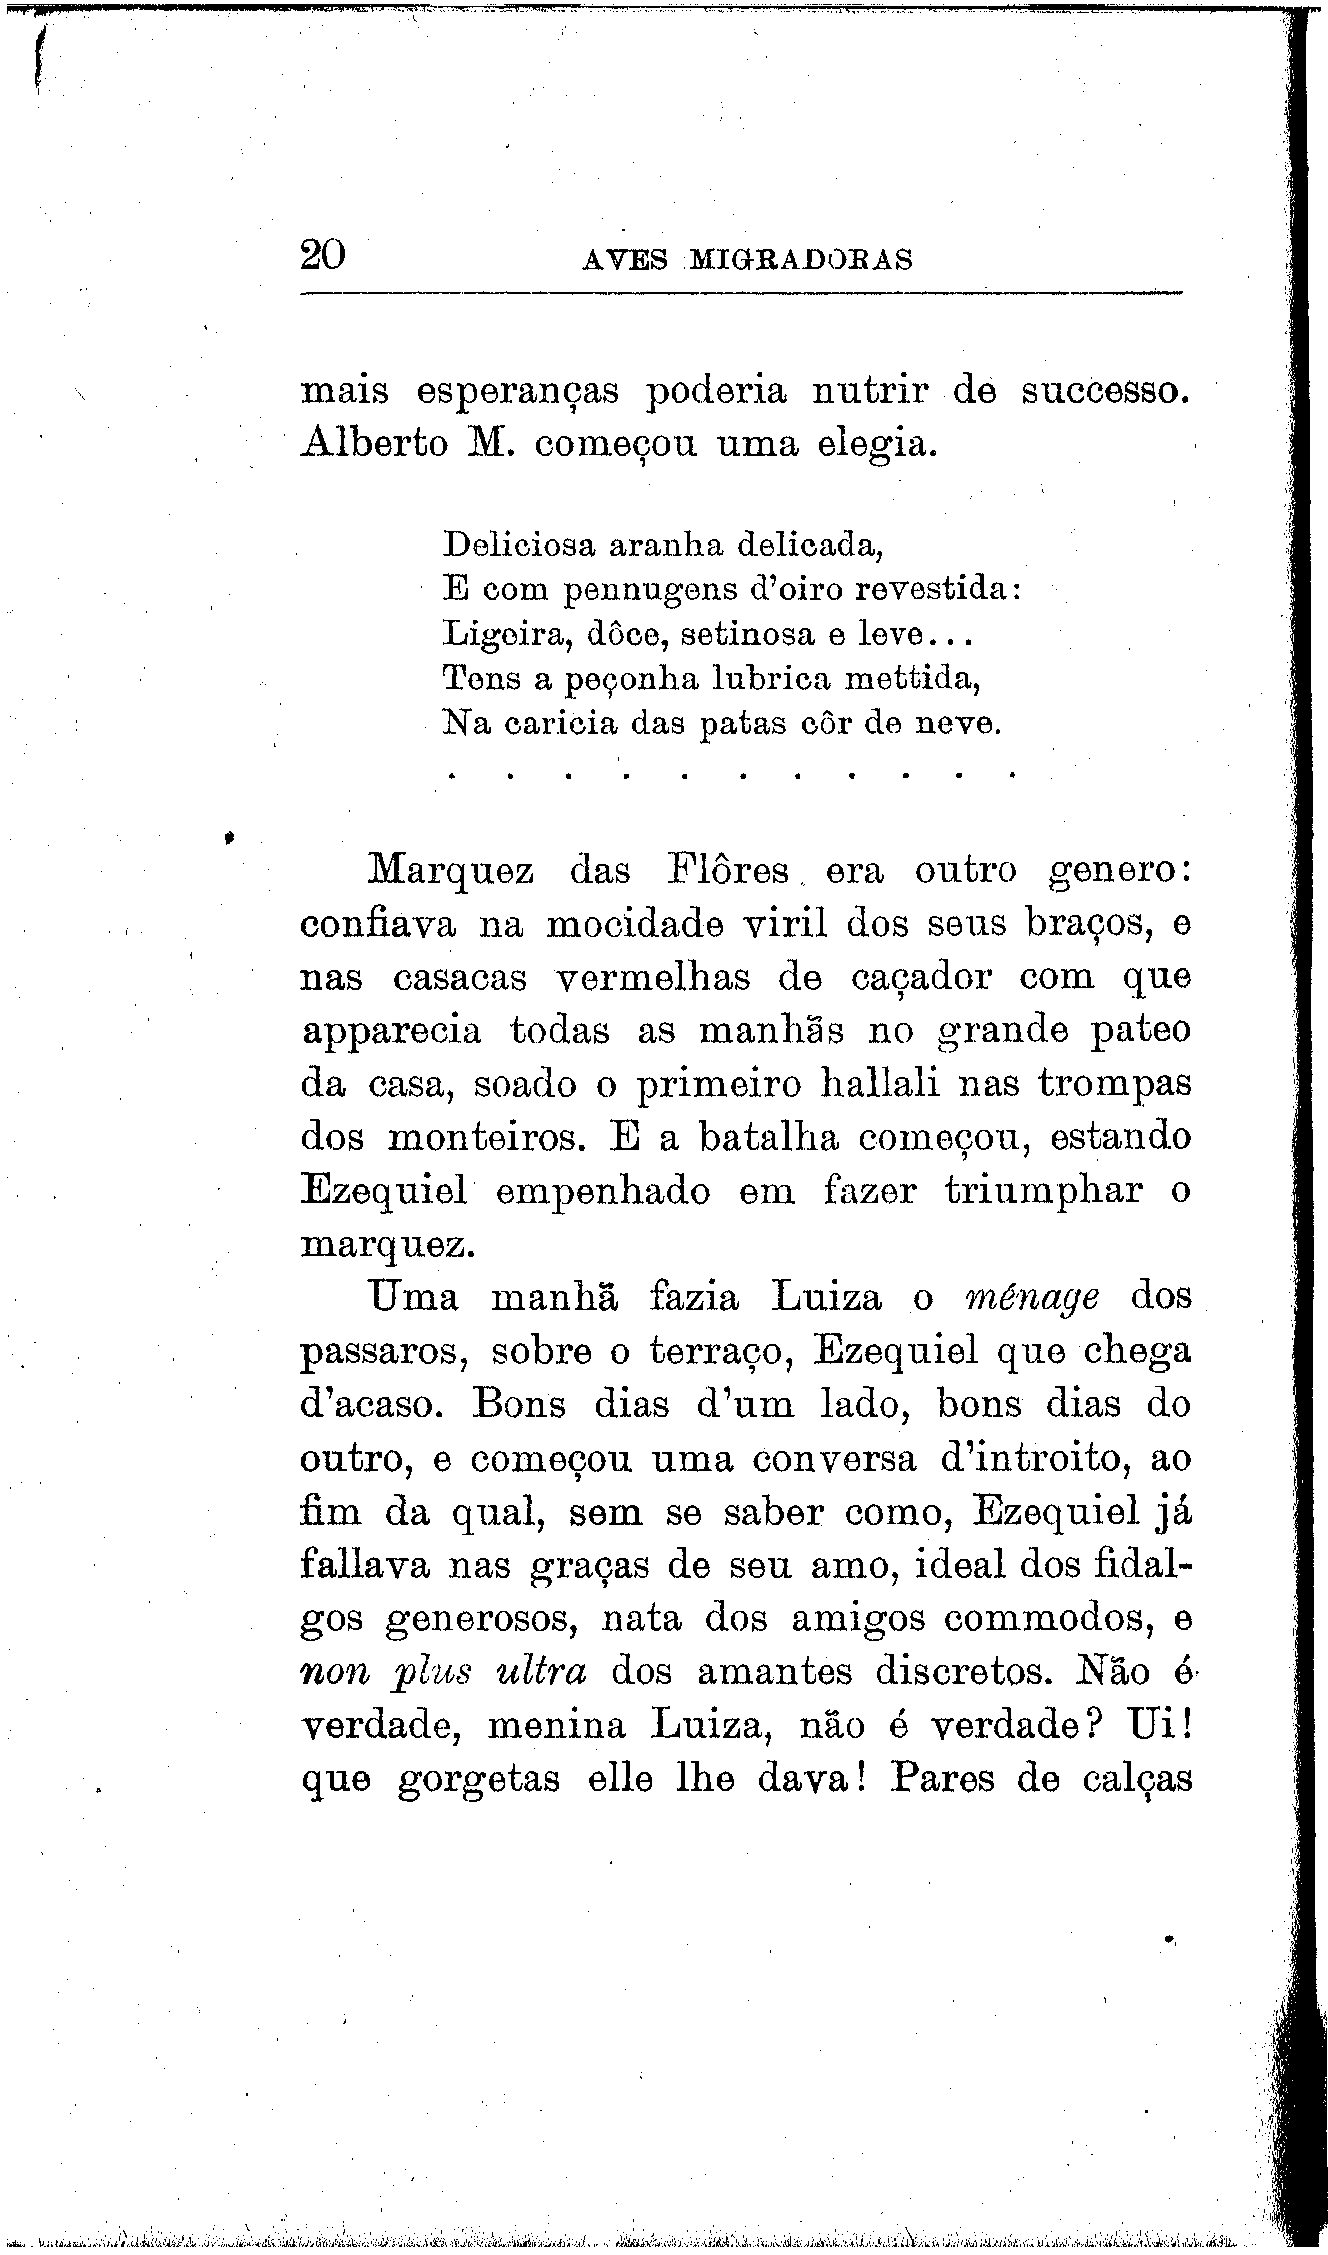 20 AVES MIGRADORAS
mais esperanças poderia nutrir de successo.
Alberto M. começou uma elegia.
Deliciosa aranha delicada,
E com pennugens d'oiro revestida:
Ligeira, dôce, setinosa e leve...
Tens a peçonha lubrica mettida,
Na caricia das patas côr de neve.
. . . . . . . . . . .
Marquez das Flôres era outro genero:
confiava na mocidade viril dos seus braços, e
nas casacas vermelhas de caçador com que
apparecia todas as manhãs no grande pateo
da casa, soado o primeiro hallali nas trompas
dos monteiros. E a batalha começou, estando
Ezequiel empenhado em fazer triumphar o
marquez.
Uma manhã fazia Luiza o ménage dos
passaros, sobre o terraço, Ezequiel que chega
d'acaso. Bons dias d'um lado, bons dias do
outro, e começou uma conversa d'introito, ao
fim da qual, sem se saber como, Ezequiel já
fallava nas graças de seu amo, ideal dos fidal-
gos generosos, nata dos amigos commodos, e
non plus ultra dos amantes discretos. Não é
verdade, menina Luiza, não é verdade? Ui!
que gorgetas elle lhe dava! Pares de calças